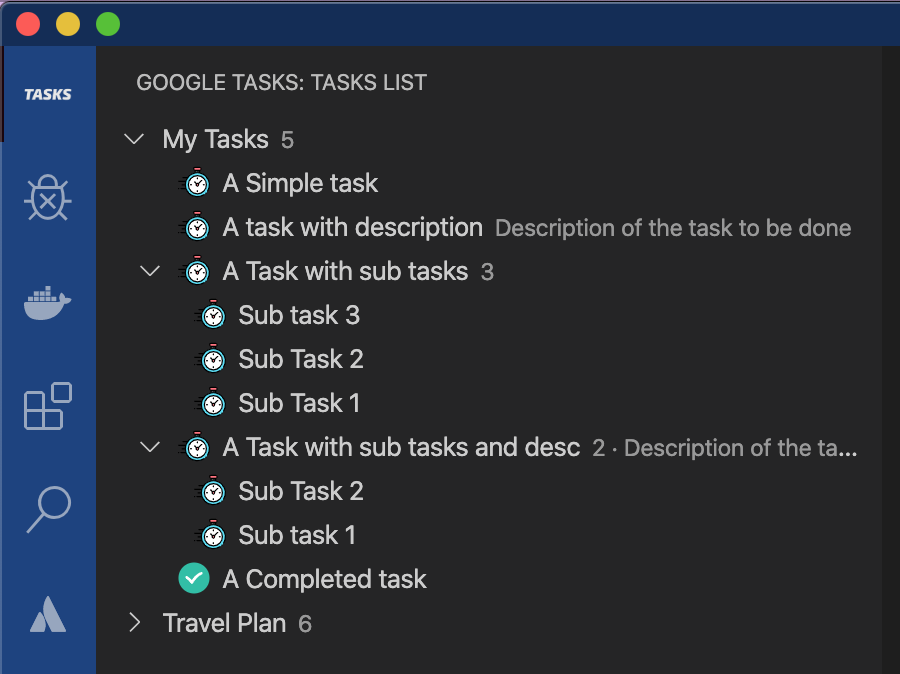 TASKS
GOOGLE TASKS: TASKS LIST
My Tasks 5
A Simple task
A task with description Description of the task to be done
A Task with sub tasks 3
Sub task 3
Sub Task 2
Sub Task 1
A Task with sub tasks and desc 2 · Description of the ta...
Sub Task 2
Sub task 1
A Completed task
Travel Plan 6